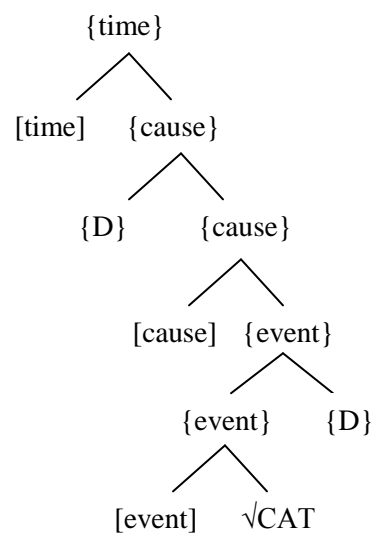 {time}
[time] {cause}
{D} {cause}
[cause] {event}
{event} {D}
[event] √CAT